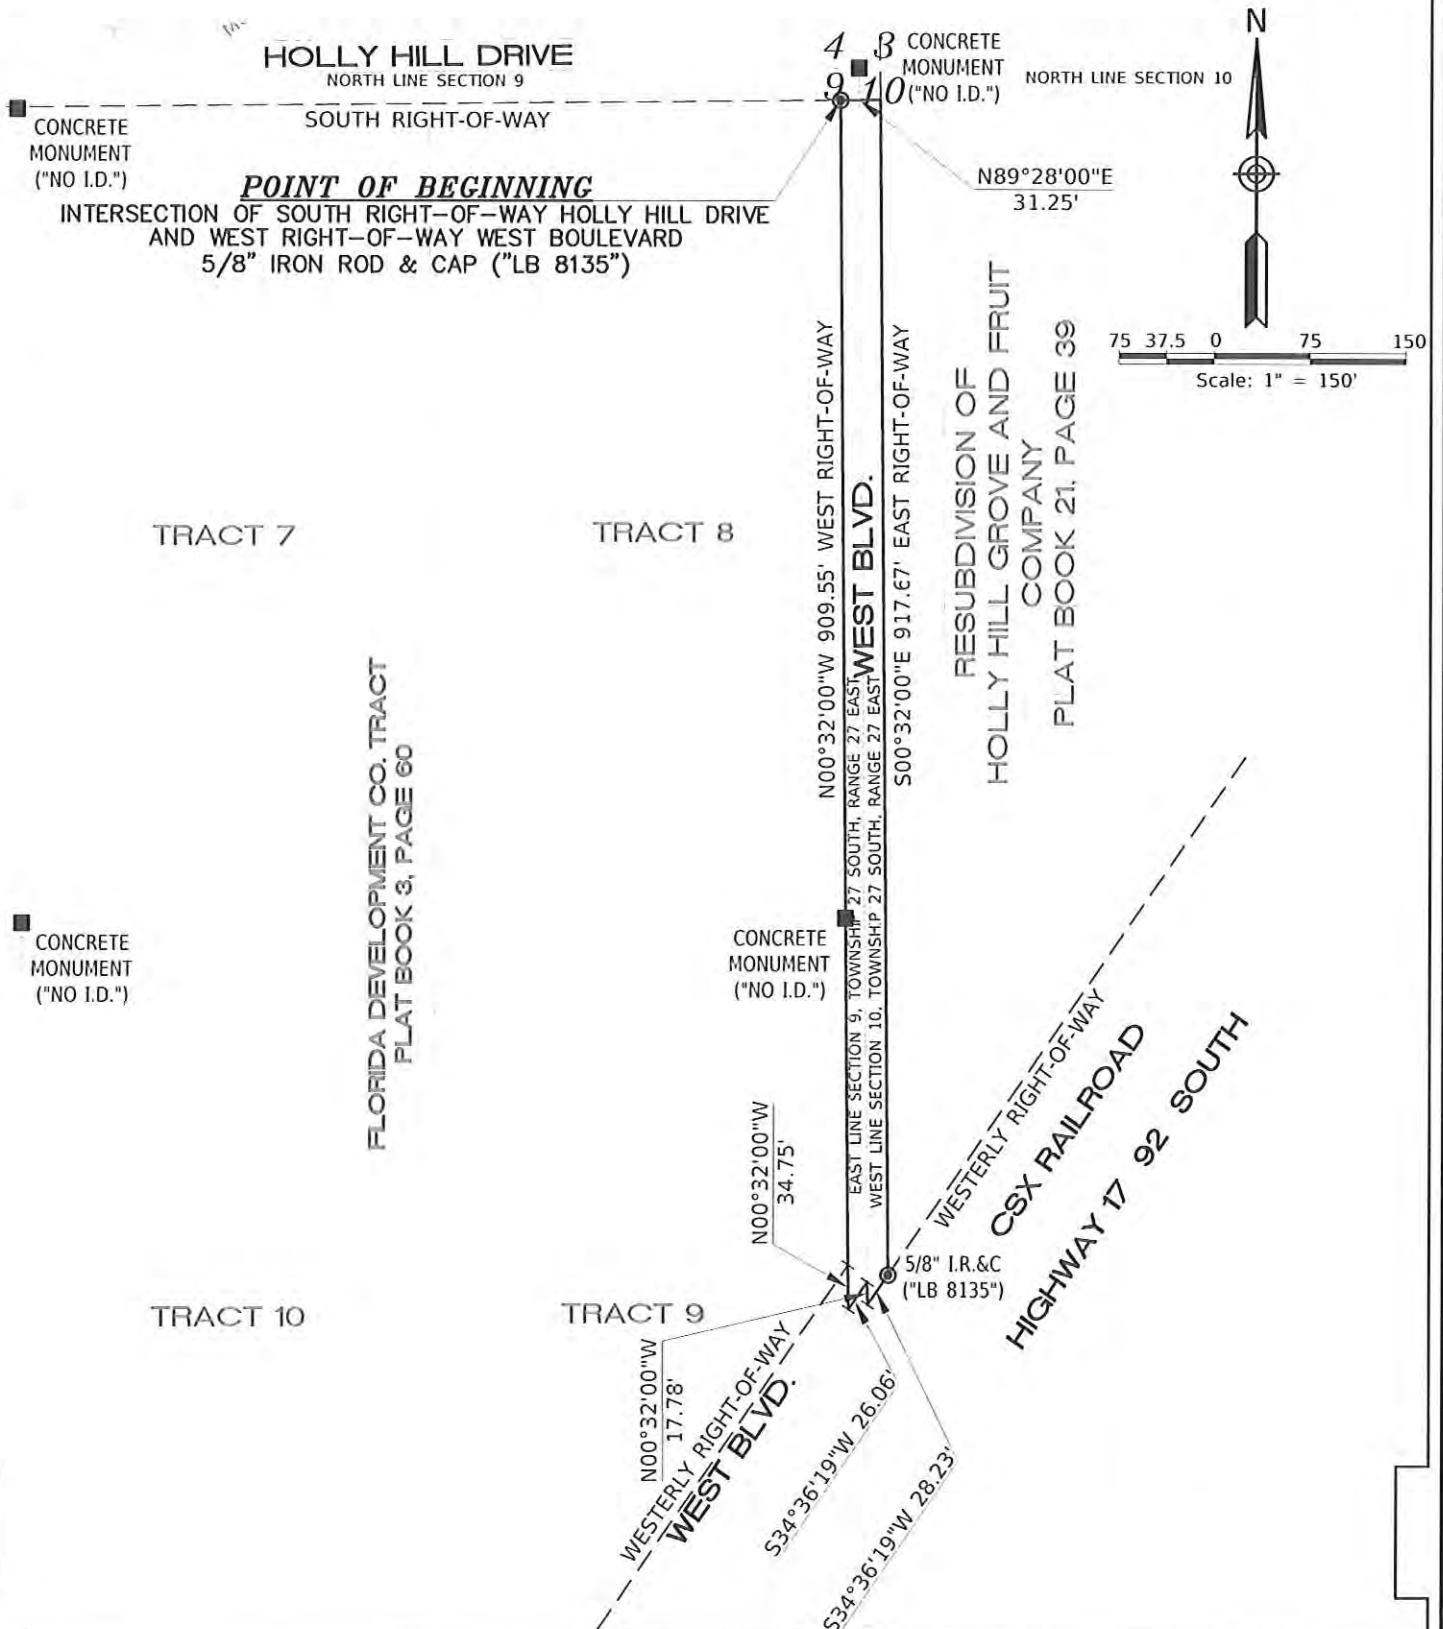 HOLLY HILL DRIVE
NORTH LINE SECTION 9
SOUTH RIGHT-OF-WAY
4 3
9 10
CONCRETE
MONUMENT
("NO I.D.")
NORTH LINE SECTION 10
N
CONCRETE
MONUMENT
("NO I.D.")
POINT OF BEGINNING
INTERSECTION OF SOUTH RIGHT-OF-WAY HOLLY HILL DRIVE
AND WEST RIGHT-OF-WAY WEST BOULEVARD
5/8" IRON ROD & CAP ("LB 8135")
N89°28'00"E
31.25'
75 37.5 0 75 150
Scale: 1" = 150'
N00°32'00"W 909.55' WEST RIGHT-OF-WAY
WEST BLVD.
S00°32'00"E 917.67' EAST RIGHT-OF-WAY
RESUBDIVISION OF
HOLLY HILL GROVE AND FRUIT
COMPANY
PLAT BOOK 21, PAGE 39
TRACT 7
TRACT 8
FLORIDA DEVELOPMENT CO. TRACT
PLAT BOOK 3, PAGE 60
EAST LINE SECTION 9, TOWNSHIP 27 SOUTH, RANGE 27 EAST
WEST LINE SECTION 10, TOWNSHIP 27 SOUTH, RANGE 27 EAST
CONCRETE
MONUMENT
("NO I.D.")
CONCRETE
MONUMENT
("NO I.D.")
WESTERLY RIGHT-OF-WAY
CSX RAILROAD
HIGHWAY 17 92 SOUTH
N00°32'00"W
34.75'
5/8" I.R.&C
("LB 8135")
TRACT 10
TRACT 9
N00°32'00"W
17.78'
WESTERLY RIGHT-OF-WAY
WEST BLVD.
S34°36'19"W 26.06'
S34°36'19"W 28.23'